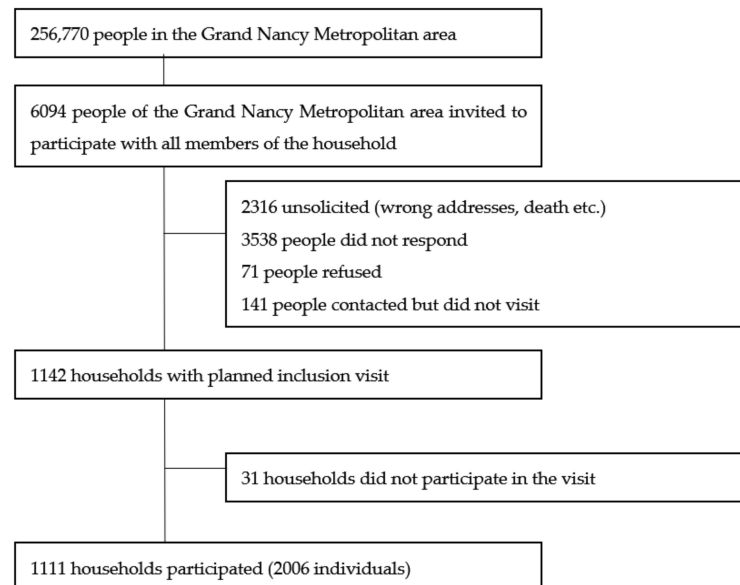 256,770 people in the Grand Nancy Metropolitan area
6094 people of the Grand Nancy Metropolitan area invited to
participate with all members of the household
2316 unsolicited (wrong addresses, death etc.)
3538 people did not respond
71 people refused
141 people contacted but did not visit
1142 households with planned inclusion visit
31 households did not participate in the visit
1111 households participated (2006 individuals)